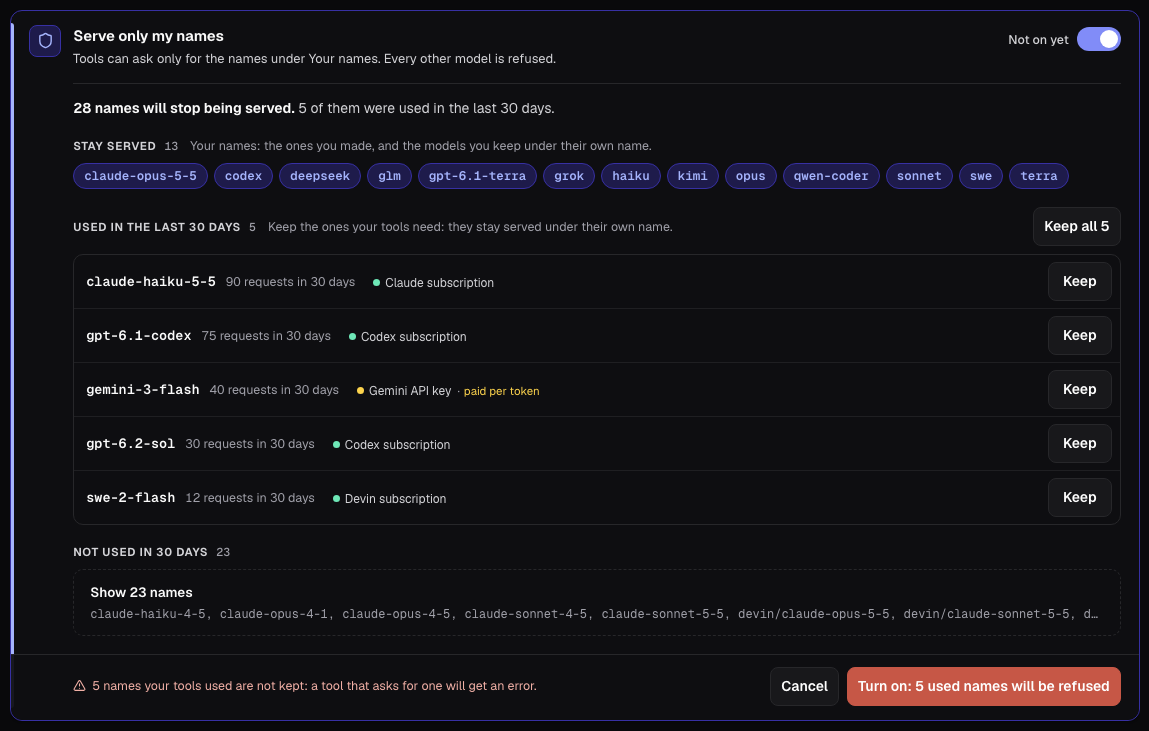 Serve only my names
Not on yet
Tools can ask only for the names under Your names. Every other model is refused.
28 names will stop being served. 5 of them were used in the last 30 days.
STAY SERVED 13 Your names: the ones you made, and the models you keep under their own name.
claude-opus-5-5 codex deepseek glm gpt-6.1-terra grok haiku kimi opus qwen-coder sonnet swe terra
USED IN THE LAST 30 DAYS 5 Keep the ones your tools need: they stay served under their own name. Keep all 5
claude-haiku-5-5 90 requests in 30 days Claude subscription Keep
gpt-6.1-codex 75 requests in 30 days Codex subscription Keep
gemini-3-flash 40 requests in 30 days Gemini API key · paid per token Keep
gpt-6.2-sol 30 requests in 30 days Codex subscription Keep
swe-2-flash 12 requests in 30 days Devin subscription Keep
NOT USED IN 30 DAYS 23
Show 23 names
claude-haiku-4-5, claude-opus-4-1, claude-opus-4-5, claude-sonnet-4-5, claude-sonnet-5-5, devin/claude-opus-5-5, devin/claude-sonnet-5-5, d…
5 names your tools used are not kept: a tool that asks for one will get an error. Cancel Turn on: 5 used names will be refused